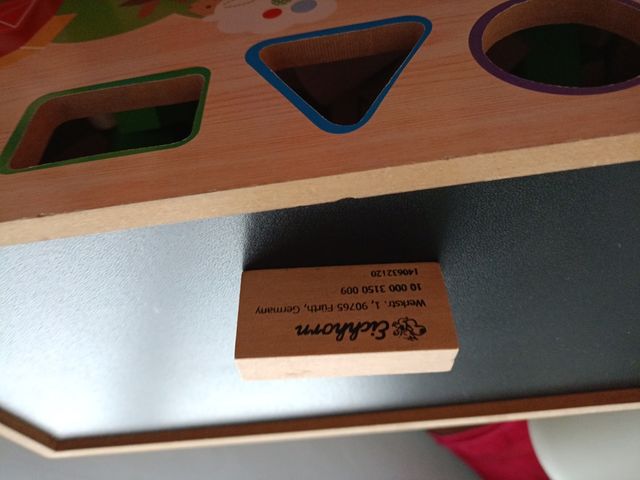 Eichhorn
Werkstr. 1, 90765 Fürth, Germany
10 000 3150 009
140632120